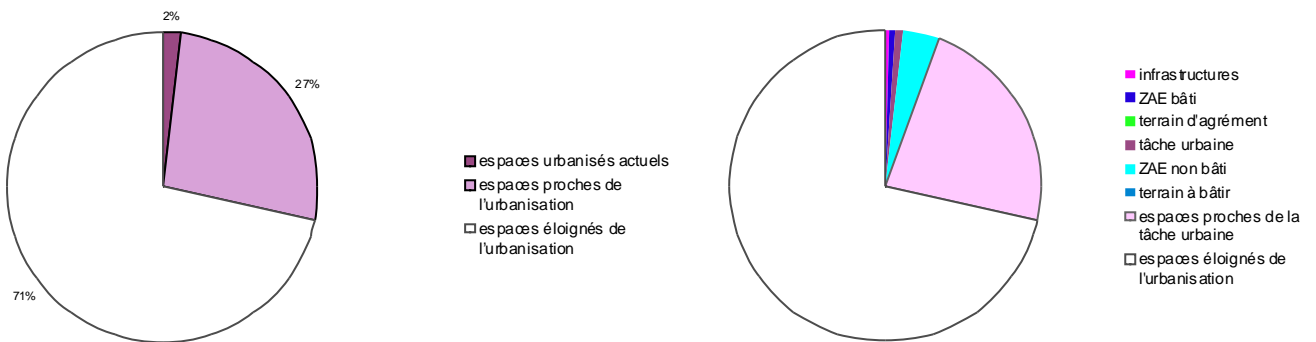 2%
27%
71%
espaces urbanisés actuels
espaces proches de
l'urbanisation
espaces éloignés de
l'urbanisation
infrastructures
ZAE bâti
terrain d'agrément
tâche urbaine
ZAE non bâti
terrain à bâtir
espaces proches de la
tâche urbaine
espaces éloignés de
l'urbanisation